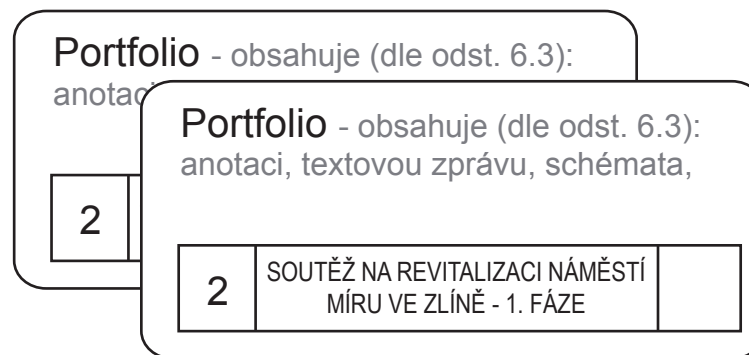 Portfolio - obsahuje (dle odst. 6.3):
anotaci
2
Portfolio - obsahuje (dle odst. 6.3):
anotaci, textovou zprávu, schémata,
2
SOUTĚŽ NA REVITALIZACI NÁMĚSTÍ
MÍRU VE ZLÍNĚ - 1. FÁZE